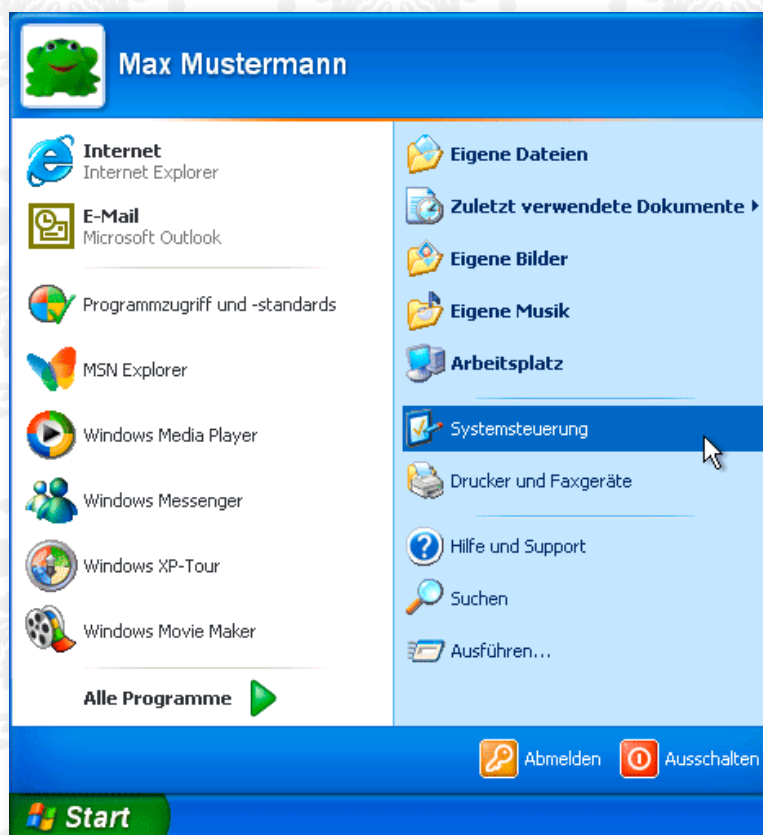 Max Mustermann
Internet
Internet Explorer
E-Mail
Microsoft Outlook
Programmzugriff und -standards
MSN Explorer
Windows Media Player
Windows Messenger
Windows XP-Tour
Windows Movie Maker
Alle Programme
Eigene Dateien
Zuletzt verwendete Dokumente
Eigene Bilder
Eigene Musik
Arbeitsplatz
Systemsteuerung
Drucker und Faxgeräte
Hilfe und Support
Suchen
Ausführen...
Abmelden
Ausschalten
Start